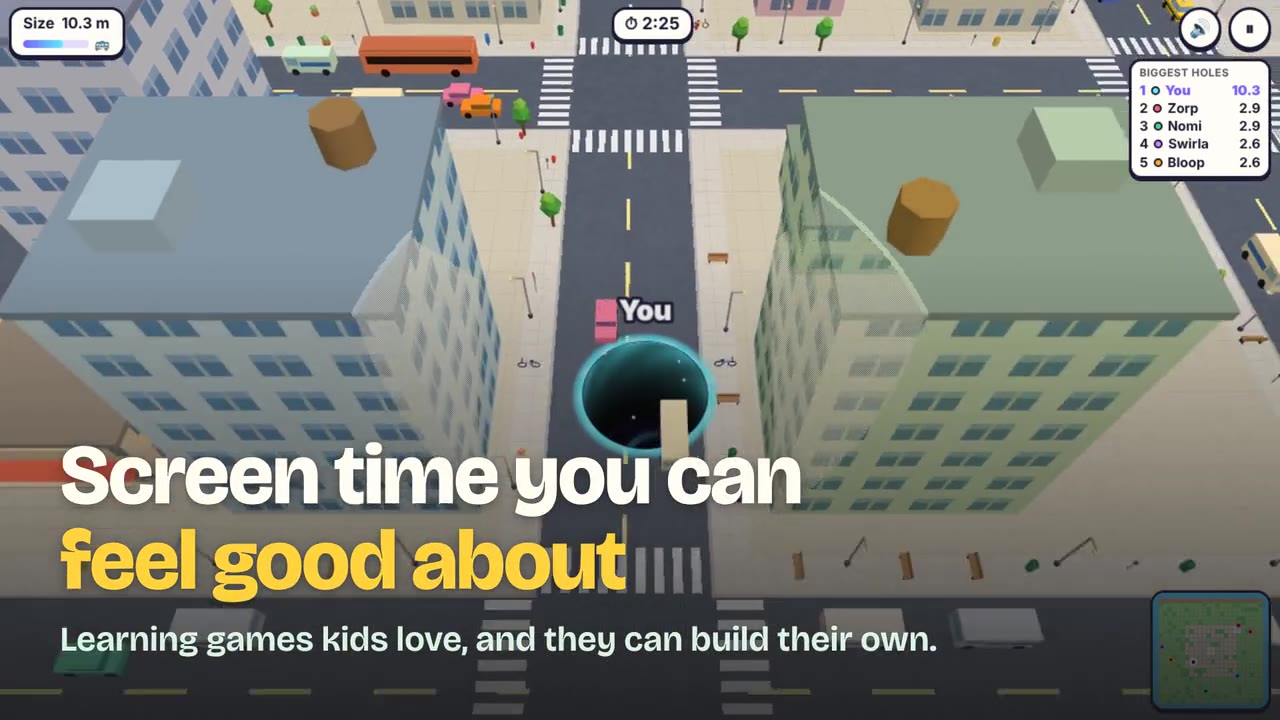 Size 10.3 m
2:25
BIGGEST HOLES
1 You 10.3
2 Zorp 2.9
3 Nomi 2.9
4 Swirla 2.6
5 Bloop 2.6
You
Screen time you can
feel good about
Learning games kids love, and they can build their own.